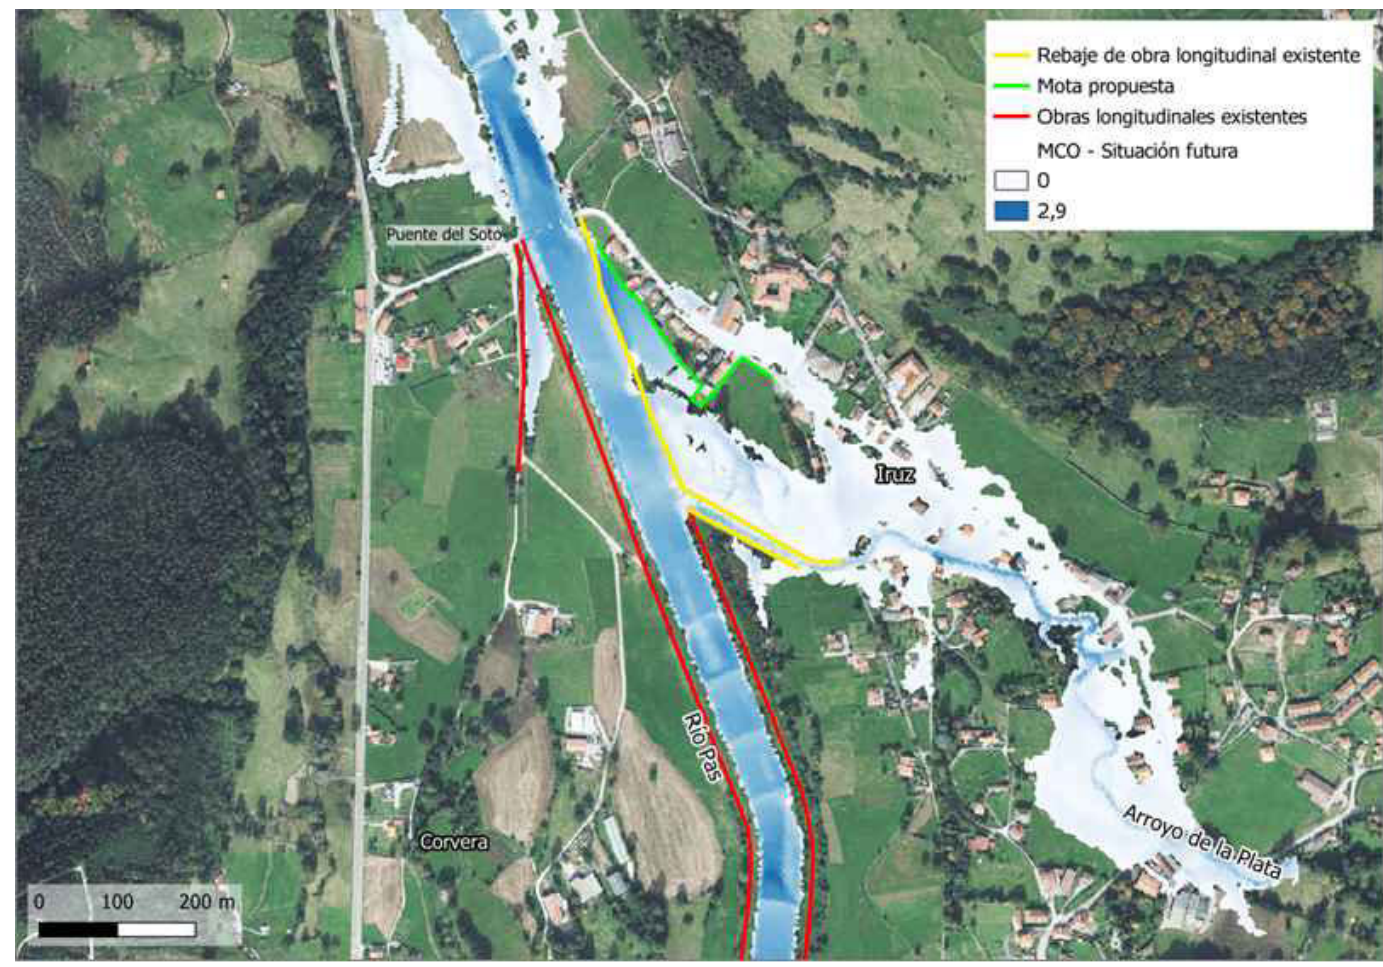 Rebaje de obra longitudinal existente
Mota propuesta
Obras longitudinales existentes
MCO - Situación futura
0
2,9
Puente del Soto
Iruz
Río Pas
Arroyo de la Plata
Corvera
0 100 200 m